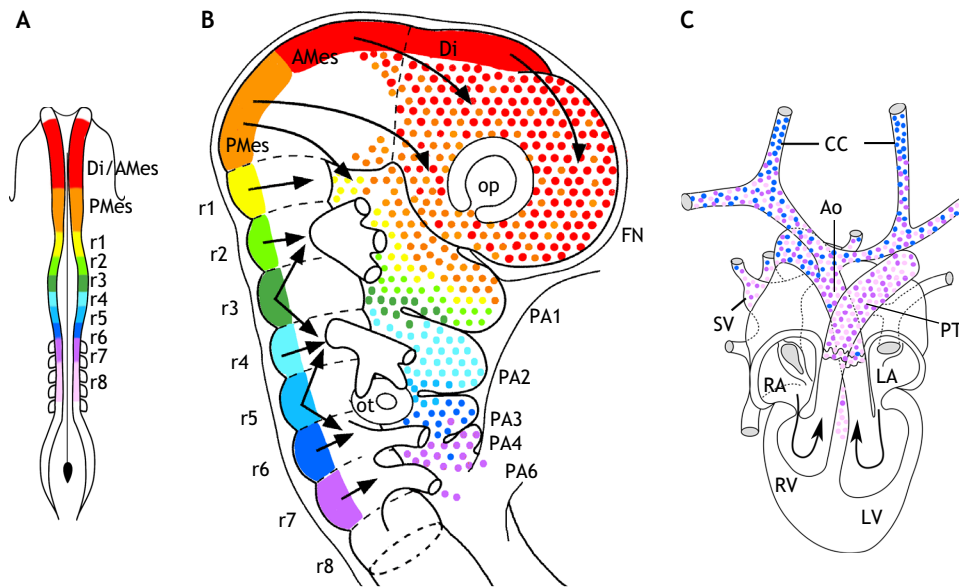 A
Di/AMes
PMes
r1
r2
r3
r4
r5
r6
r7
r8
B
AMes
Di
PMes
op
FN
r1
r2
r3
PA1
r4
PA2
ot
r5
PA3
PA4
r6
PA6
r7
r8
C
CC
Ao
SV
PT
RA
LA
RV
LV